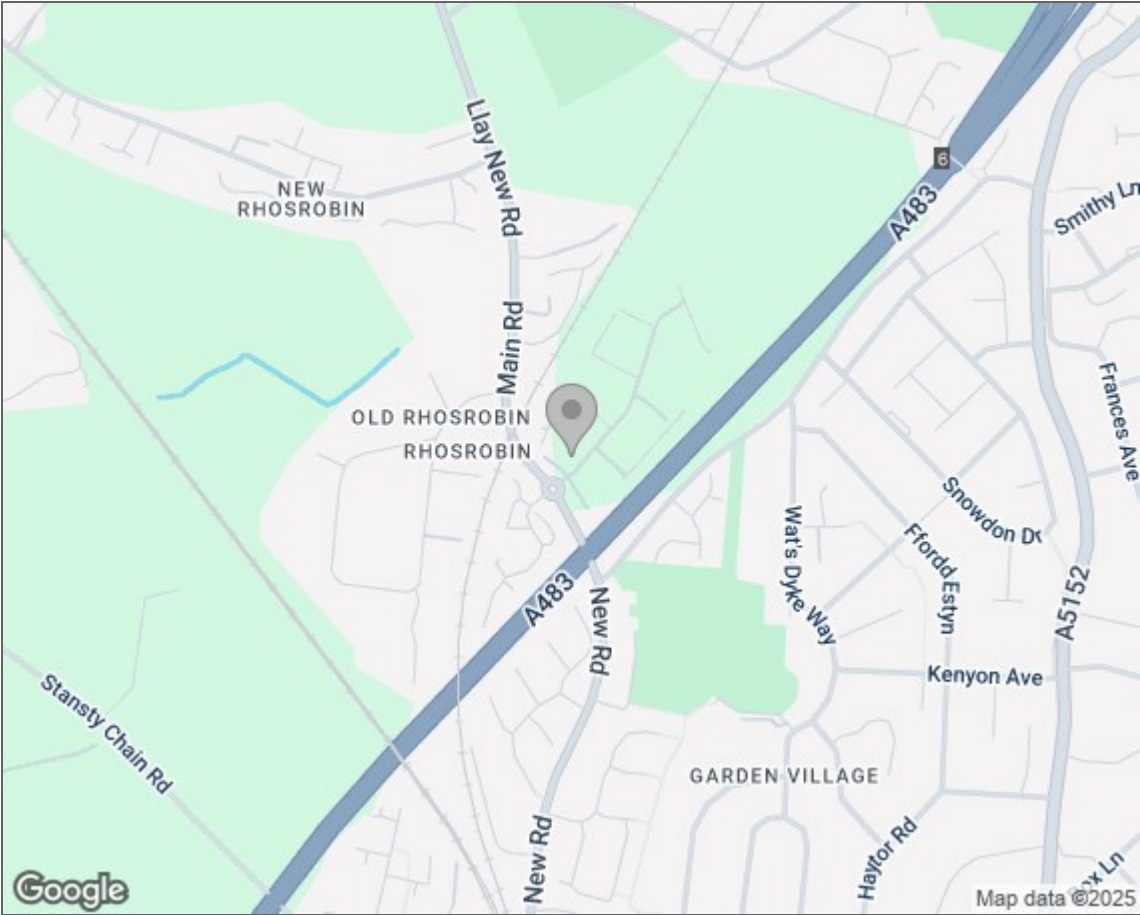 Llay New Rd
NEW
RHOSROBIN
6
A483
Smithy Ln
Main Rd
Frances Ave
OLD RHOSROBIN
RHOSROBIN
Snowdon Dr
Wat's Dyke Way
Ffordd Estyn
A483
New Rd
A5152
Kenyon Ave
Stansty Chain Rd
GARDEN VILLAGE
New Rd
Haytor Rd
Google
Map data ©2025